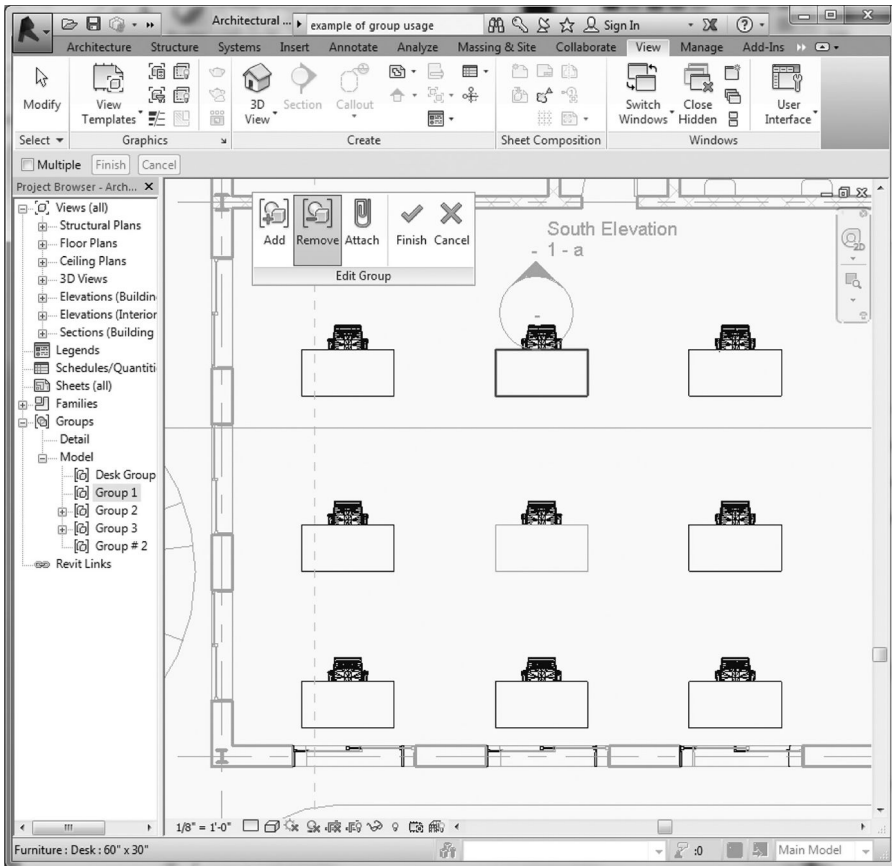 Architectural ... example of group usage Sign In
Architecture Structure Systems Insert Annotate Analyze Massing & Site Collaborate View Manage Add-Ins
Modify View Templates 3D View Section Callout Switch Windows Close Hidden User Interface
Select Graphics Create Sheet Composition Windows
Multiple Finish Cancel
Project Browser - Arch...
Views (all)
Structural Plans
Floor Plans
Ceiling Plans
3D Views
Elevations (Buildin
Elevations (Interior
Sections (Building
Legends
Schedules/Quantiti
Sheets (all)
Families
Groups
Detail
Model
Desk Group
Group 1
Group 2
Group 3
Group # 2
Revit Links
Add Remove Attach Finish Cancel
Edit Group
South Elevation
- 1 - a
-
2D
1/8" = 1'-0"
Furniture : Desk : 60" x 30" :0 Main Model